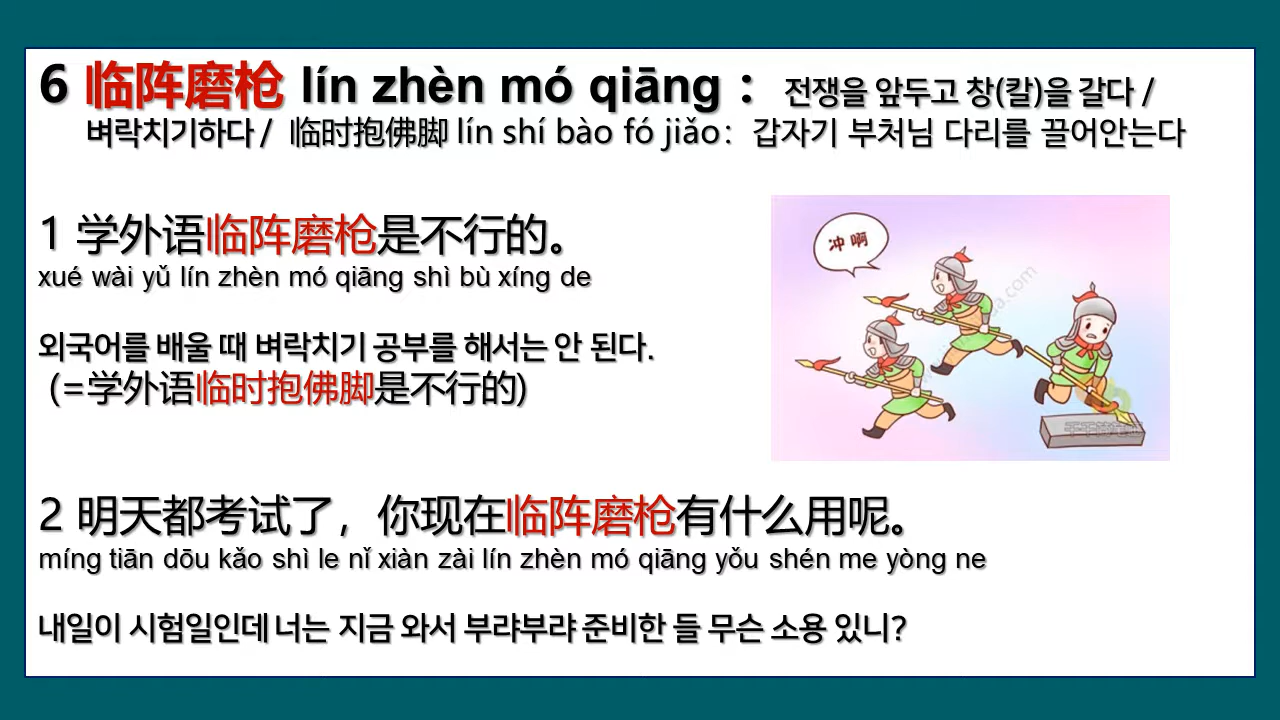 6 临阵磨枪 lín zhèn mó qiāng ： 전쟁을 앞두고 창(칼)을 갈다 /
벼락치기하다 / 临时抱佛脚 lín shí bào fó jiǎo：갑자기 부처님 다리를 끌어안는다
1 学外语临阵磨枪是不行的。
xué wài yǔ lín zhèn mó qiāng shì bù xíng de
외국어를 배울 때 벼락치기 공부를 해서는 안 된다.
(=学外语临时抱佛脚是不行的)
冲啊
2 明天都考试了，你现在临阵磨枪有什么用呢。
míng tiān dōu kǎo shì le nǐ xiàn zài lín zhèn mó qiāng yǒu shén me yòng ne
내일이 시험일인데 너는 지금 와서 부랴부랴 준비한 들 무슨 소용 있니?